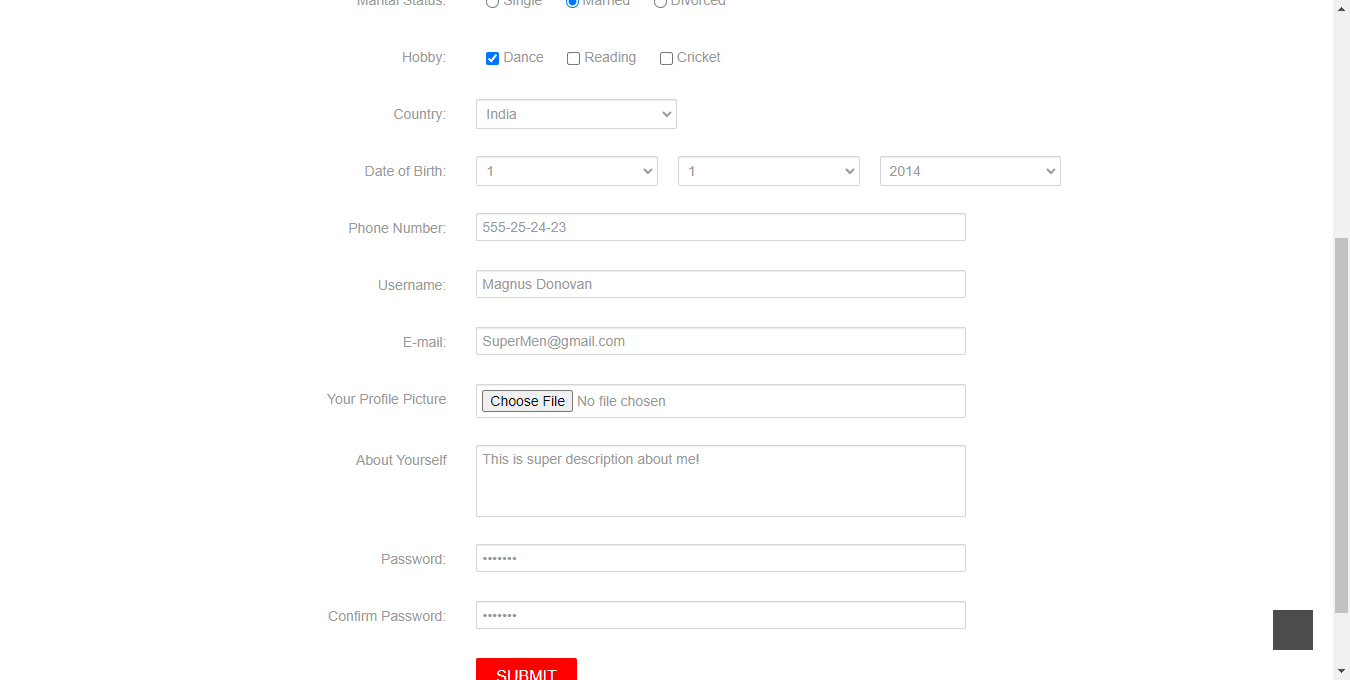 Marital Status: Single Married Divorced
Hobby: Dance Reading Cricket
Country: India
Date of Birth: 1 1 2014
Phone Number: 555-25-24-23
Username: Magnus Donovan
E-mail: SuperMen@gmail.com
Your Profile Picture Choose File No file chosen
About Yourself This is super description about me!
Password: •••••••
Confirm Password: •••••••
SUBMIT